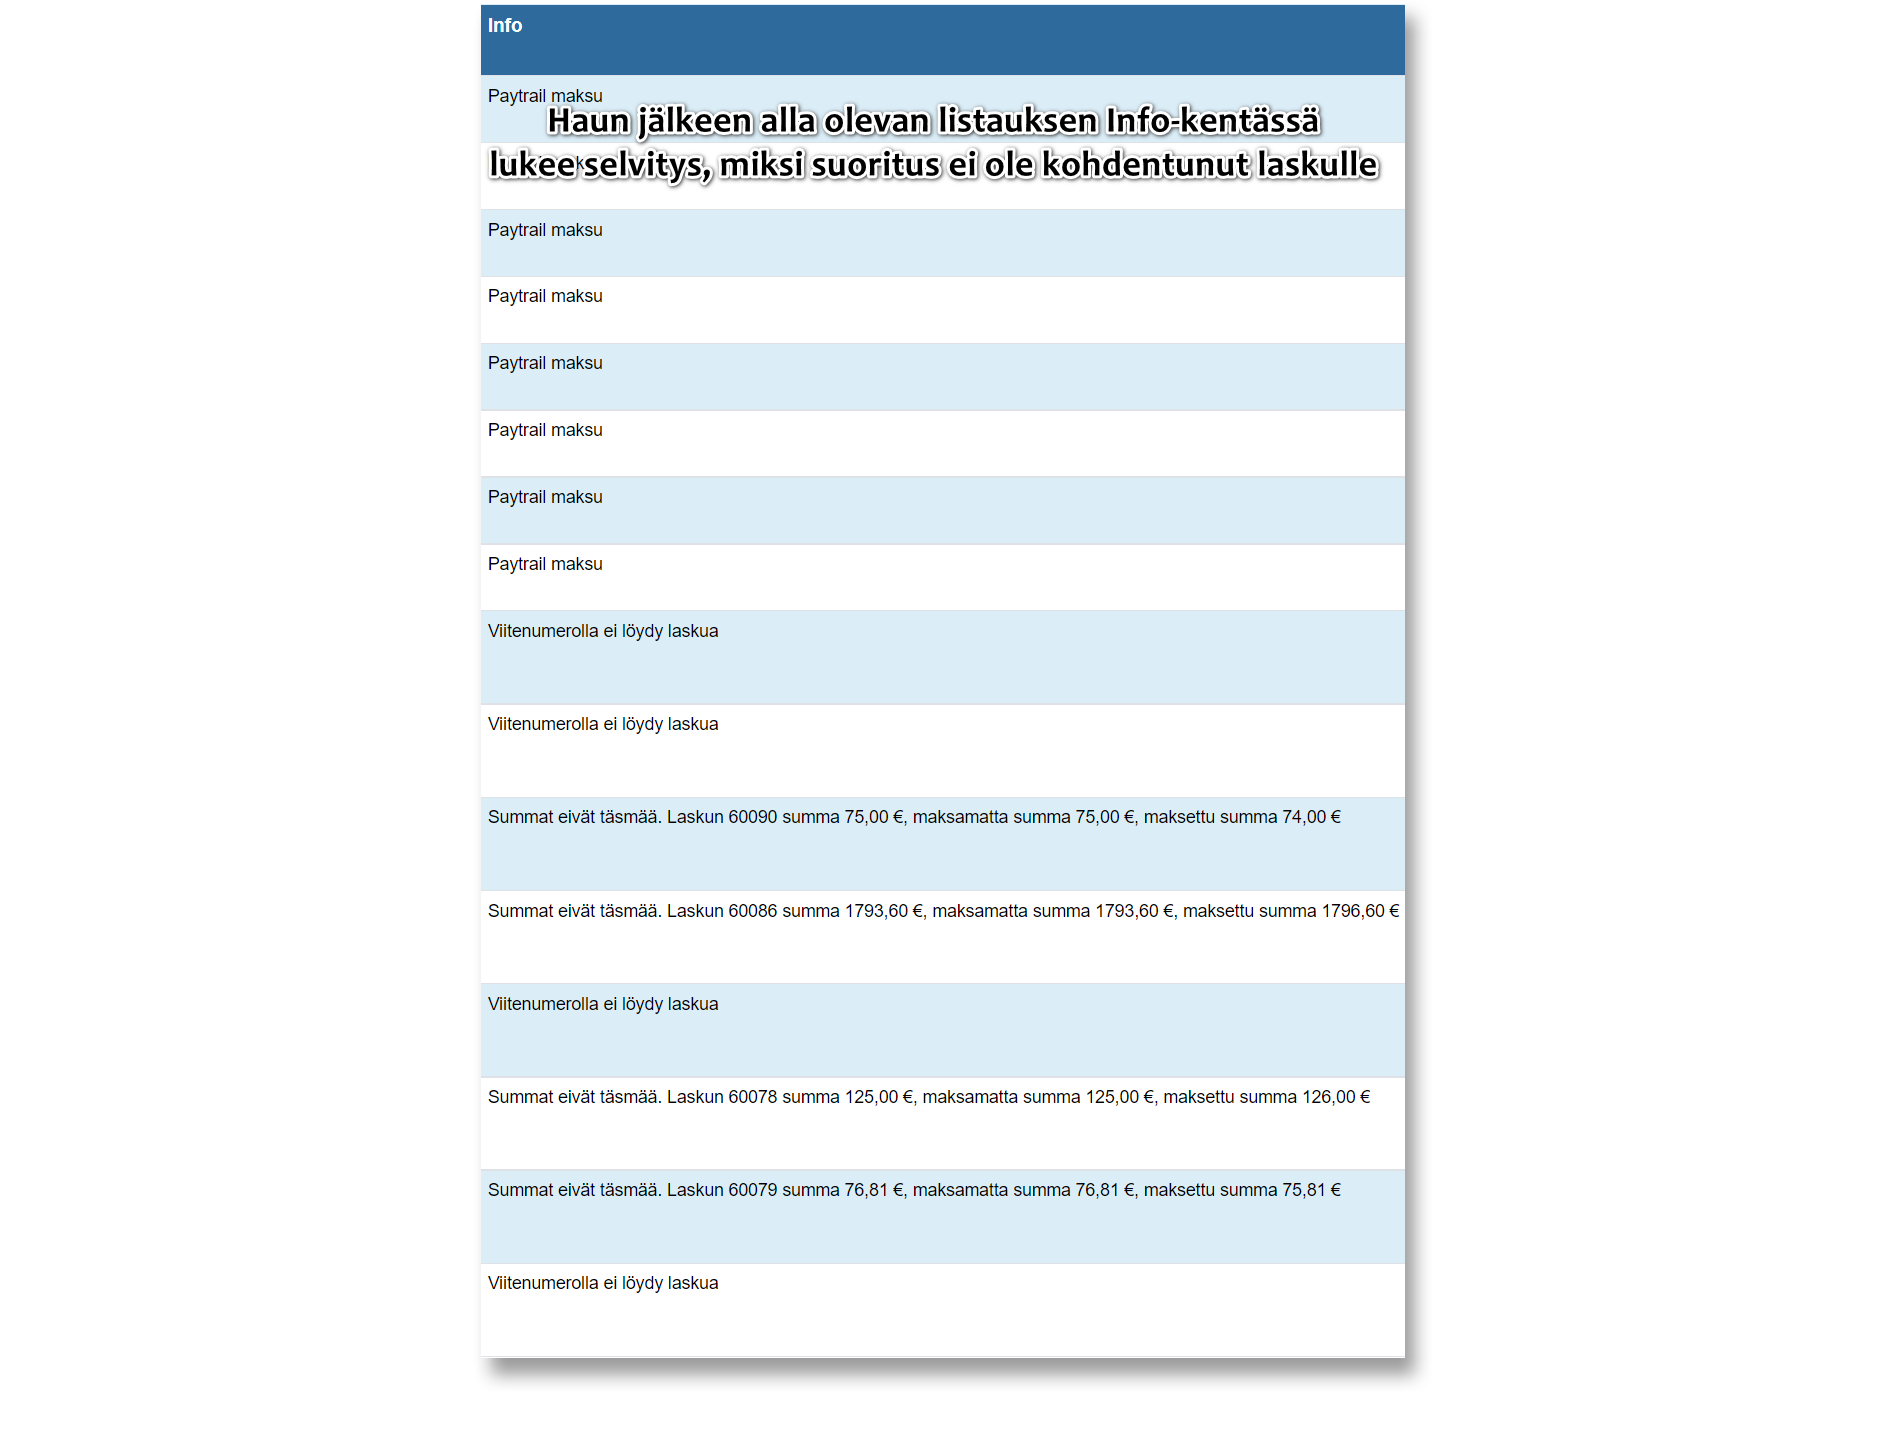 Info
Paytrail maksu
Haun jälkeen alla olevan listauksen Info-kentässä
lukee selvitys, miksi suoritus ei ole kohdentunut laskulle
Paytrail maksu
Paytrail maksu
Paytrail maksu
Paytrail maksu
Paytrail maksu
Paytrail maksu
Viitenumerolla ei löydy laskua
Viitenumerolla ei löydy laskua
Summat eivät täsmää. Laskun 60090 summa 75,00 €, maksamatta summa 75,00 €, maksettu summa 74,00 €
Summat eivät täsmää. Laskun 60086 summa 1793,60 €, maksamatta summa 1793,60 €, maksettu summa 1796,60 €
Viitenumerolla ei löydy laskua
Summat eivät täsmää. Laskun 60078 summa 125,00 €, maksamatta summa 125,00 €, maksettu summa 126,00 €
Summat eivät täsmää. Laskun 60079 summa 76,81 €, maksamatta summa 76,81 €, maksettu summa 75,81 €
Viitenumerolla ei löydy laskua